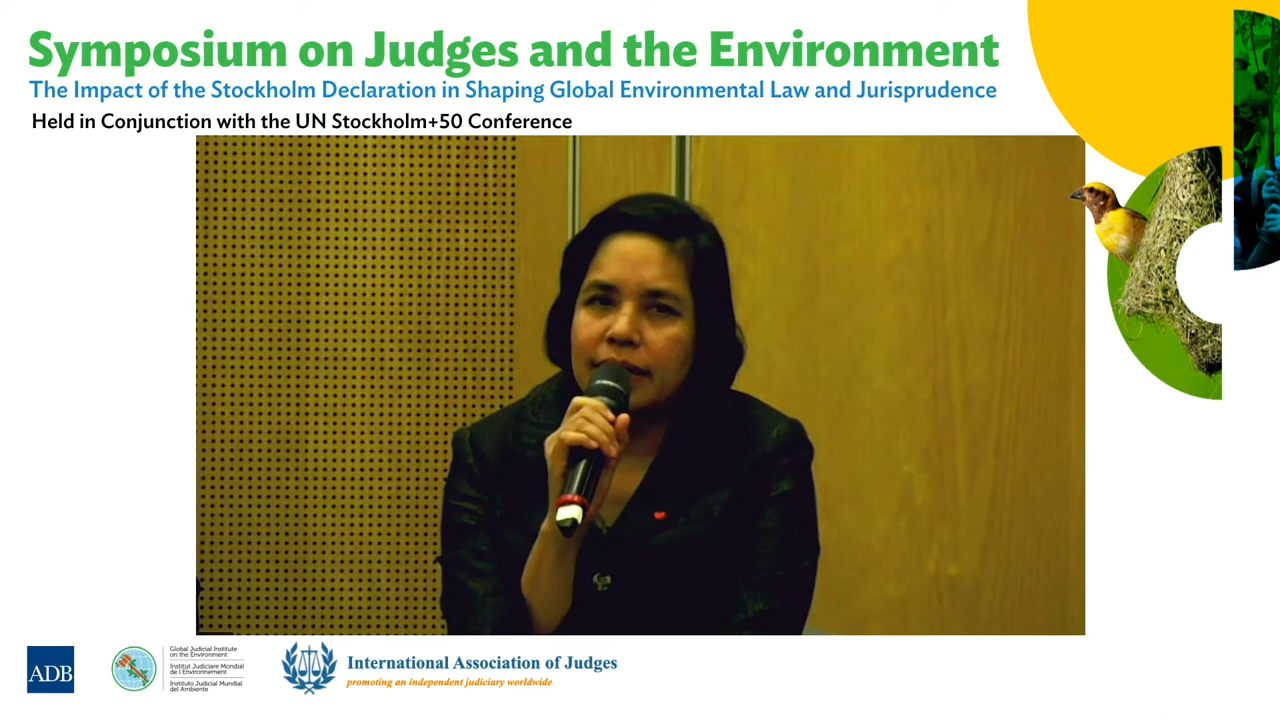 Symposium on Judges and the Environment
The Impact of the Stockholm Declaration in Shaping Global Environmental Law and Jurisprudence
Held in Conjunction with the UN Stockholm+50 Conference
ADB
Global Judicial Institute
on the Environment
Institut Judiciaire Mondial
de l Environnement
Instituto Judicial Mundial
del Ambiente
International Association of Judges
promoting an independent judiciary worldwide